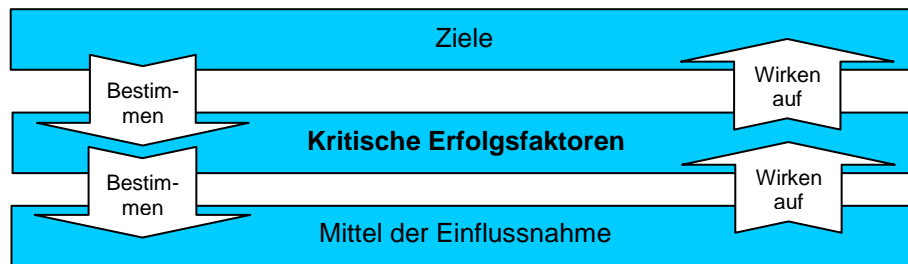 Ziele
Bestim-
men
Wirken
auf
Kritische Erfolgsfaktoren
Bestim-
men
Wirken
auf
Mittel der Einflussnahme